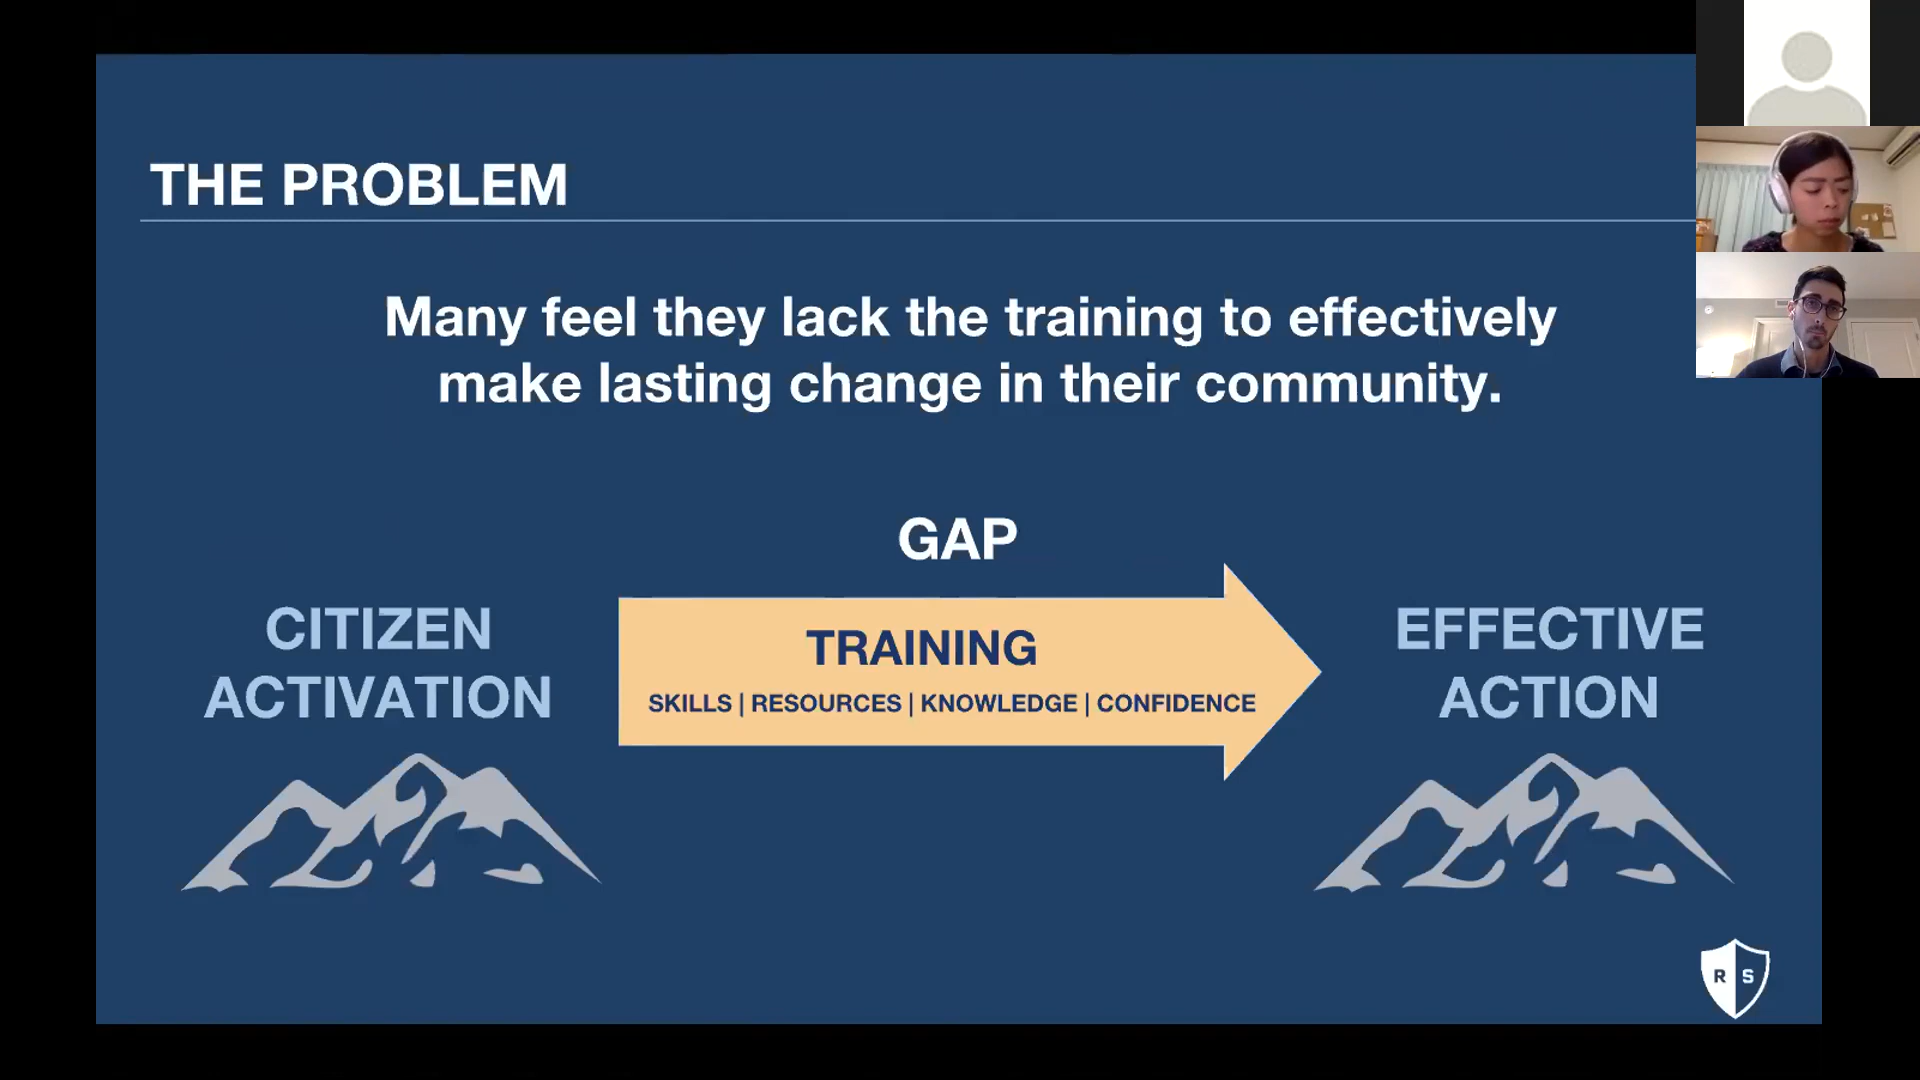 THE PROBLEM
Many feel they lack the training to effectively
make lasting change in their community.
GAP
CITIZEN
ACTIVATION
TRAINING
SKILLS | RESOURCES | KNOWLEDGE | CONFIDENCE
EFFECTIVE
ACTION
R S